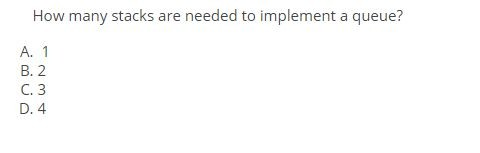 How many stacks are needed to implement a queue?
A. 1
B. 2
C. 3
D. 4